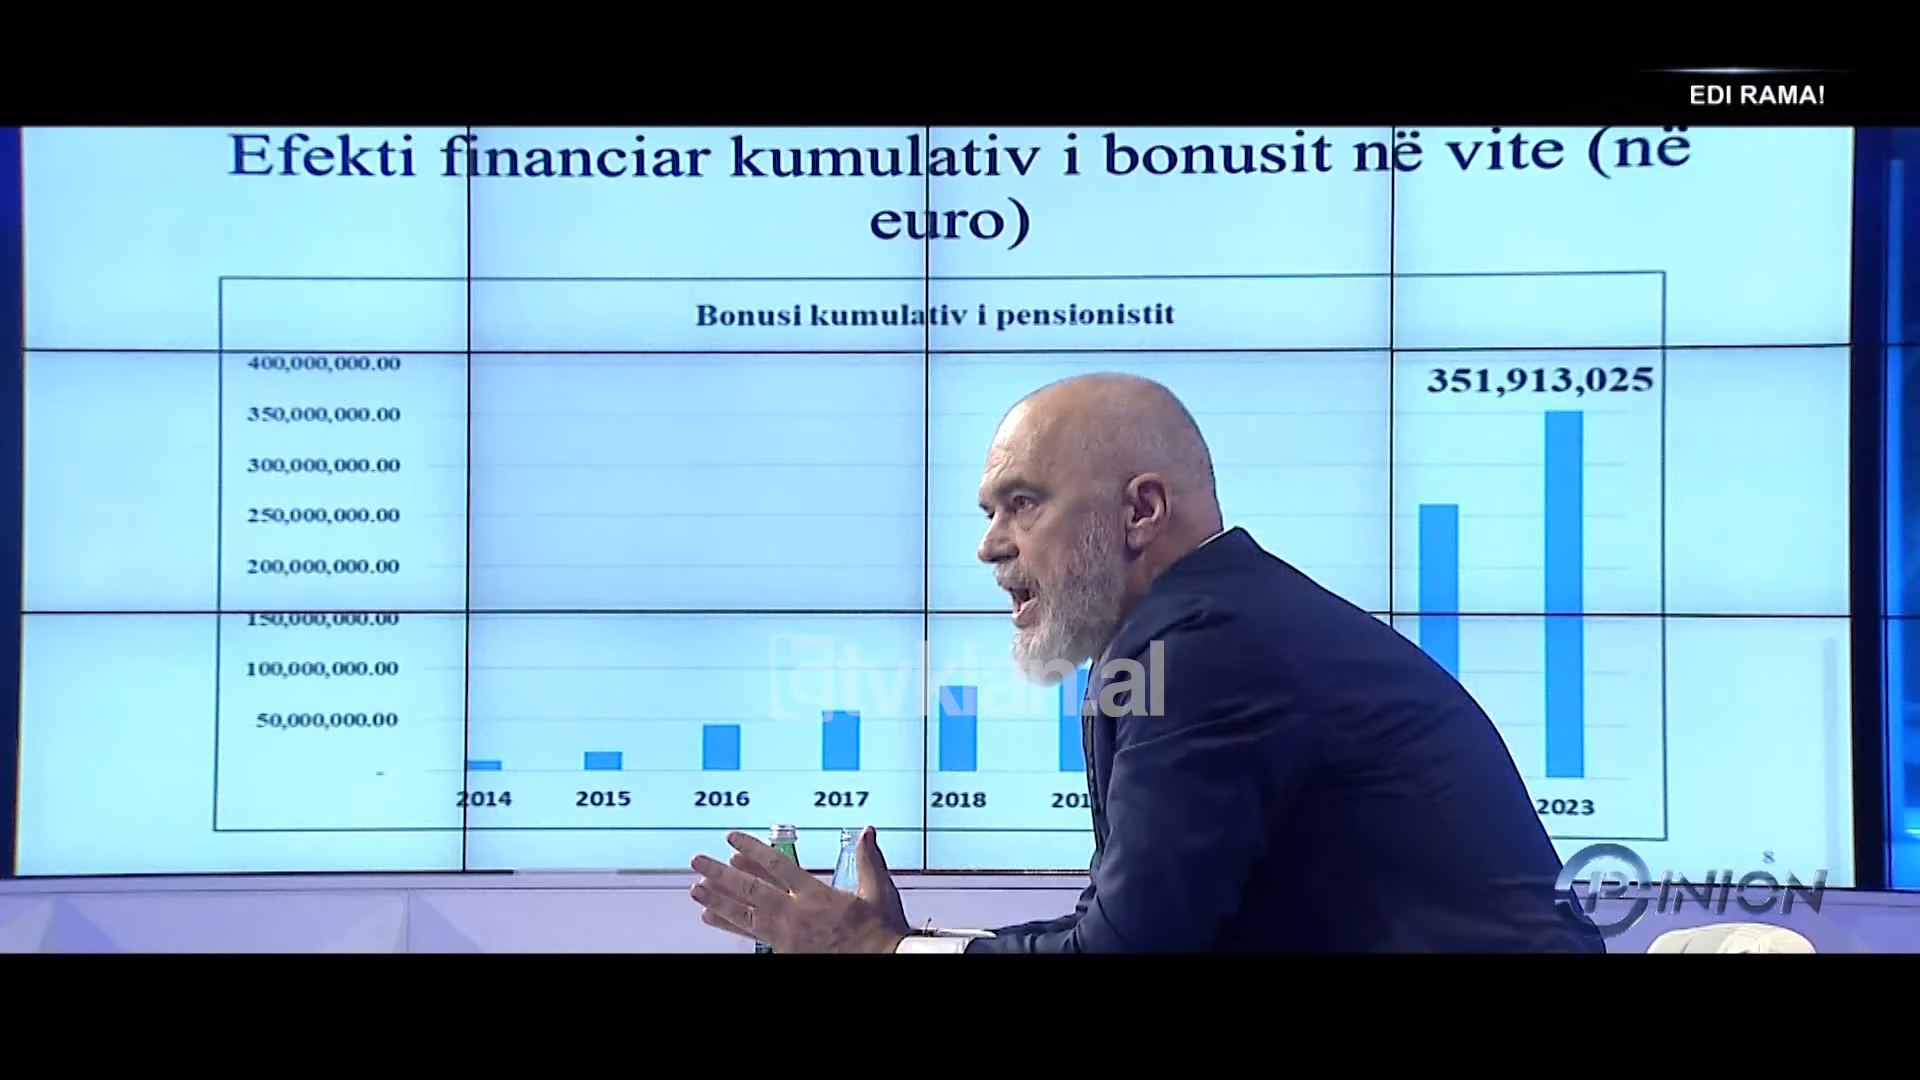 EDI RAMA!
Efekti financiar kumulativ i bonusit në vite (në
euro)
Bonusi kumulativ i pensionistit
400,000,000.00
351,913,025
350,000,000.00
300,000,000.00
250,000,000.00
200,000,000.00
150,000,000.00
100,000,000.00
tvklan.al
50,000,000.00
-
2014 2015 2016 2017 2018 201 2023
8
OPINION